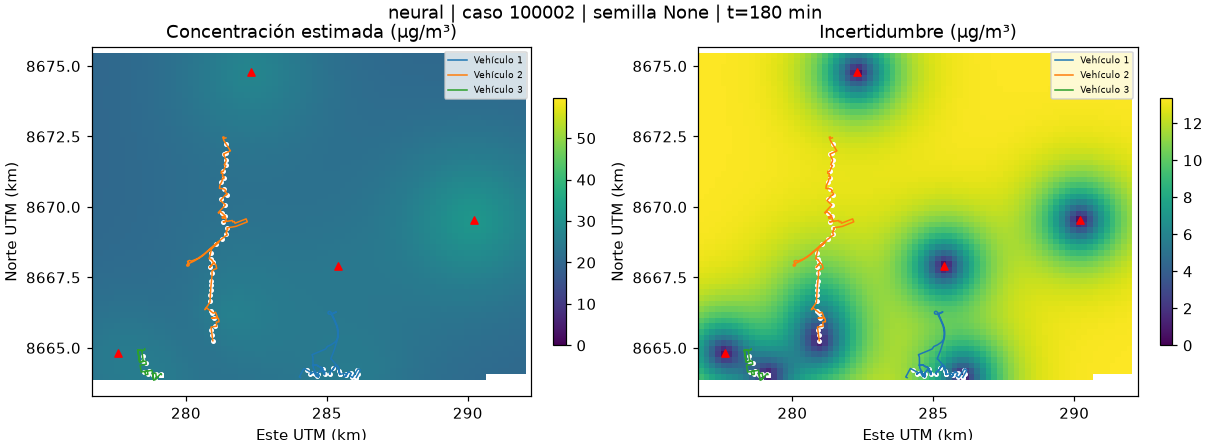 neural | caso 100002 | semilla None | t=180 min
Concentración estimada (µg/m³)
Incertidumbre (µg/m³)
Vehículo 1
Vehículo 2
Vehículo 3
Vehículo 1
Vehículo 2
Vehículo 3
8675.0
8672.5
8670.0
8667.5
8665.0
Norte UTM (km)
280
285
290
Este UTM (km)
50
40
30
20
10
0
8675.0
8672.5
8670.0
8667.5
8665.0
Norte UTM (km)
280
285
290
Este UTM (km)
12
10
8
6
4
2
0